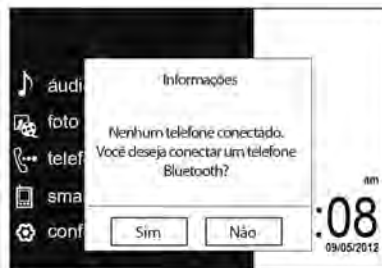 Informações
Nenhum telefone conectado.
Você deseja conectar um telefone
Bluetooth?
Sim
Não
áudi
foto
telef
sma
conf
am
:08
09/05/2012